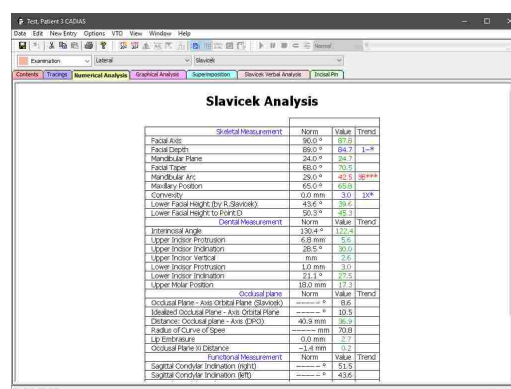 Test, Patient 3 CADIAS
Date Edit New Entry Options VTO View Window Help
Normal
Examination Lateral Slavicek
Contents Tracings Numerical Analysis Graphical Analysis Superimposition Slavicek Verbal Analysis Incisal Pin
Slavicek Analysis
Skeletal Measurement Norm Value Trend
Facial Axis 90.0 ° 87.8
Facial Depth 89.0 ° 84.7 1-*
Mandibular Plane 24.0 ° 24.7
Facial Taper 68.0 ° 70.5
Mandibular Arc 29.0 ° 42.5 ***
Maxillary Position 65.0 ° 65.8
Convexity 0.0 mm 3.0 1X*
Lower Facial Height (by R.Slavicek) 43.6 ° 39.6
Lower Facial Height to Point D 50.3 ° 45.3
Dental Measurement Norm Value Trend
Interincisal Angle 130.4 ° 122.4
Upper Incisor Protrusion 6.8 mm 5.6
Upper Incisor Inclination 28.5 ° 30.0
Upper Incisor Vertical mm 2.6
Lower Incisor Protrusion 1.0 mm 3.0
Lower Incisor Inclination 21.1 ° 27.5
Upper Molar Position 18.0 mm 17.3
Occlusal plane Norm Value Trend
Occlusal Plane - Axis Orbital Plane (Slavicek) ----- ° 8.6
Idealized Occlusal Plane - Axis Orbital Plane ----- ° 10.5
Distance: Occlusal plane - Axis (DPO) 40.9 mm 36.9
Radius of Curve of Spee ----- mm 70.8
Lip Embrasure 0.0 mm 2.7
Occlusal Plane Xi Distance -1.4 mm 0.2
Functional Measurement Norm Value Trend
Sagittal Condylar Inclination (right) ----- ° 51.5
Sagittal Condylar Inclination (left) ----- ° 43.6